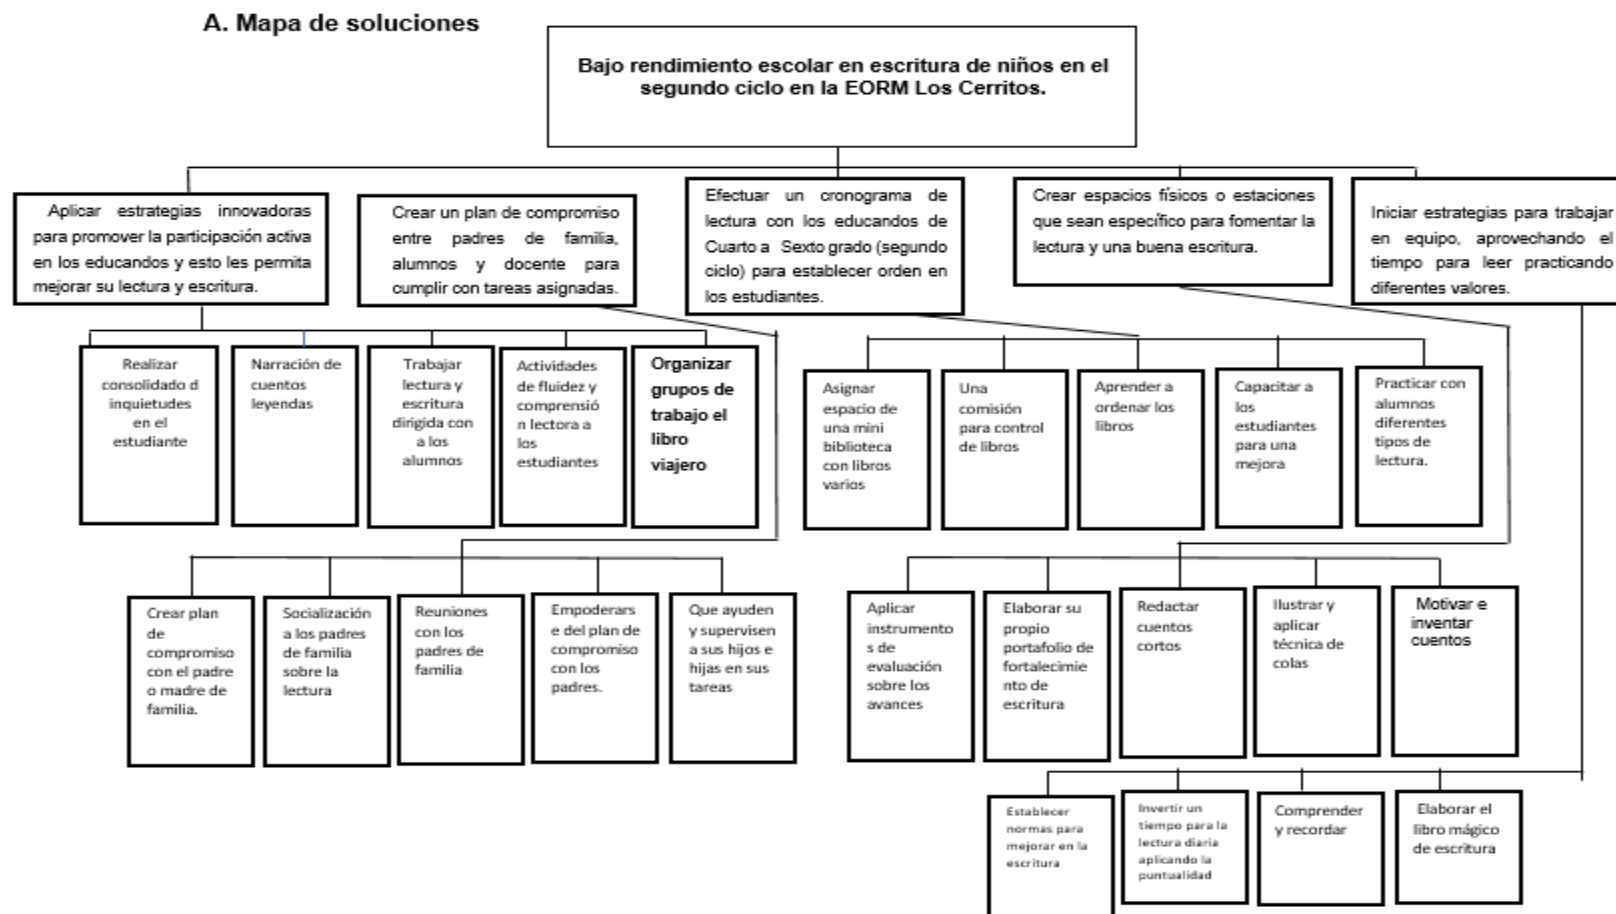 A. Mapa de soluciones
Bajo rendimiento escolar en escritura de niños en el
segundo ciclo en la EORM Los Cerritos.
Aplicar estrategias innovadoras
para promover la participación activa
en los educandos y esto les permita
mejorar su lectura y escritura.
Crear un plan de compromiso
entre padres de familia,
alumnos y docente para
cumplir con tareas asignadas.
Efectuar un cronograma de
lectura con los educandos de
Cuarto a Sexto grado (segundo
ciclo) para establecer orden en
los estudiantes.
Crear espacios físicos o estaciones
que sean específico para fomentar la
lectura y una buena escritura.
Iniciar estrategias para trabajar
en equipo, aprovechando el
tiempo para leer practicando
diferentes valores.
Realizar
consolidado d
inquietudes
en el
estudiante
Narración de
cuentos
leyendas
Trabajar
lectura y
escritura
dirigida con
a los
alumnos
Actividades
de fluidez y
comprensió
n lectora a
los
estudiantes
Organizar
grupos de
trabajo el
libro
viajero
Asignar
espacio de
una mini
biblioteca
con libros
varios
Una
comisión
para control
de libros
Aprender a
ordenar los
libros
Capacitar a
los
estudiantes
para una
mejora
Practicar con
alumnos
diferentes
tipos de
lectura.
Crear plan
de
compromiso
con el padre
o madre de
familia.
Socialización
a los padres
de familia
sobre la
lectura
Reuniones
con los
padres de
familia
Empoderars
e del plan de
compromiso
con los
padres.
Que ayuden
y supervisen
a sus hijos e
hijas en sus
tareas
Aplicar
instrumento
s de
evaluación
sobre los
avances
Elaborar su
propio
portafolio de
fortalecimie
nto de
escritura
Redactar
cuentos
cortos
Ilustrar y
aplicar
técnica de
colas
Motivar e
inventar
cuentos
Establecer
normas para
mejorar en la
escritura
Invertir un
tiempo para la
lectura diaria
aplicando la
puntualidad
Comprender
y recordar
Elaborar el
libro mágico
de escritura